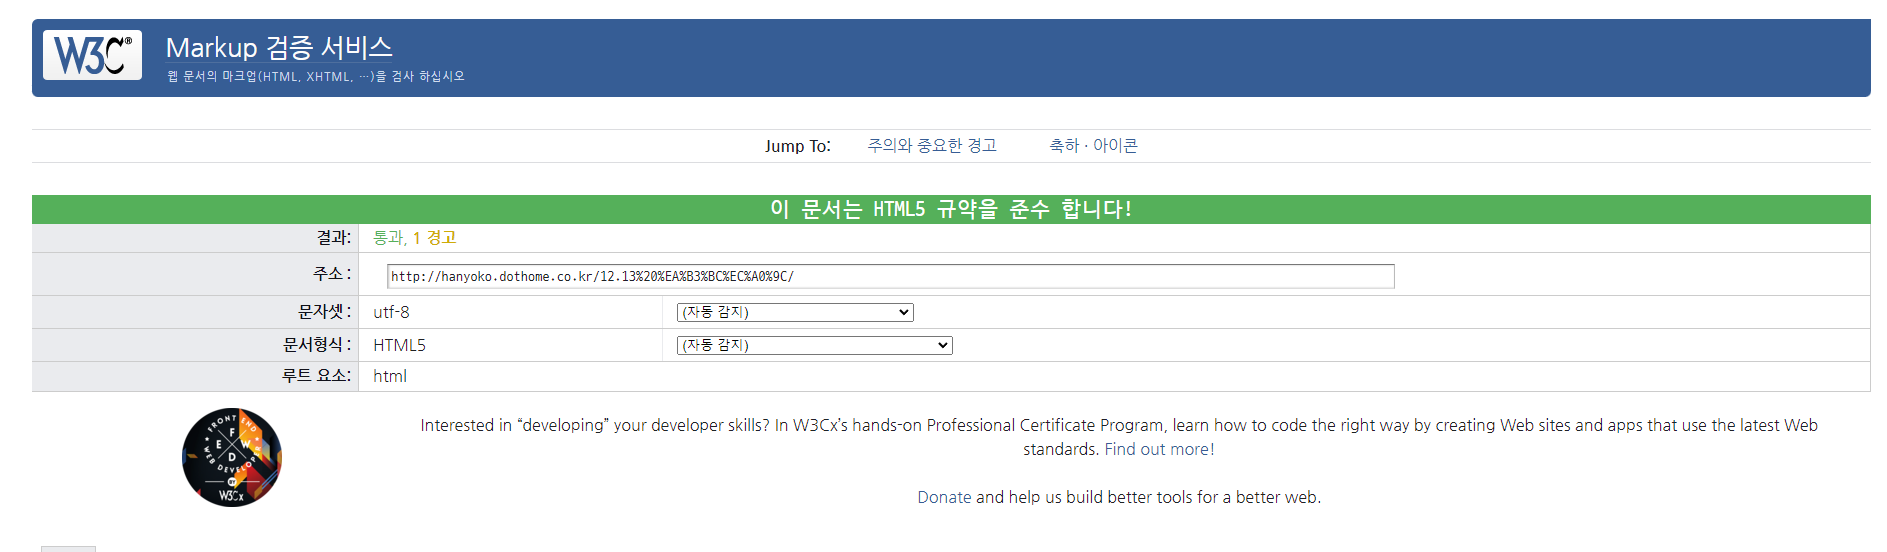 W3C®
Markup 검증 서비스
웹 문서의 마크업(HTML, XHTML, …)을 검사 하십시오
Jump To: 주의와 중요한 경고 축하 · 아이콘
이 문서는 HTML5 규약을 준수 합니다!
결과: 통과, 1 경고
주소 : http://hanyoko.dothome.co.kr/12.13%20%EA%B3%BC%EC%A0%9C/
문자셋 : utf-8 (자동 감지)
문서형식 : HTML5 (자동 감지)
루트 요소: html
FRONT END
WEB DEVELOPER
F
E W
D
BY
W3Cx
Interested in “developing” your developer skills? In W3Cx’s hands-on Professional Certificate Program, learn how to code the right way by creating Web sites and apps that use the latest Web
standards. Find out more!
Donate and help us build better tools for a better web.